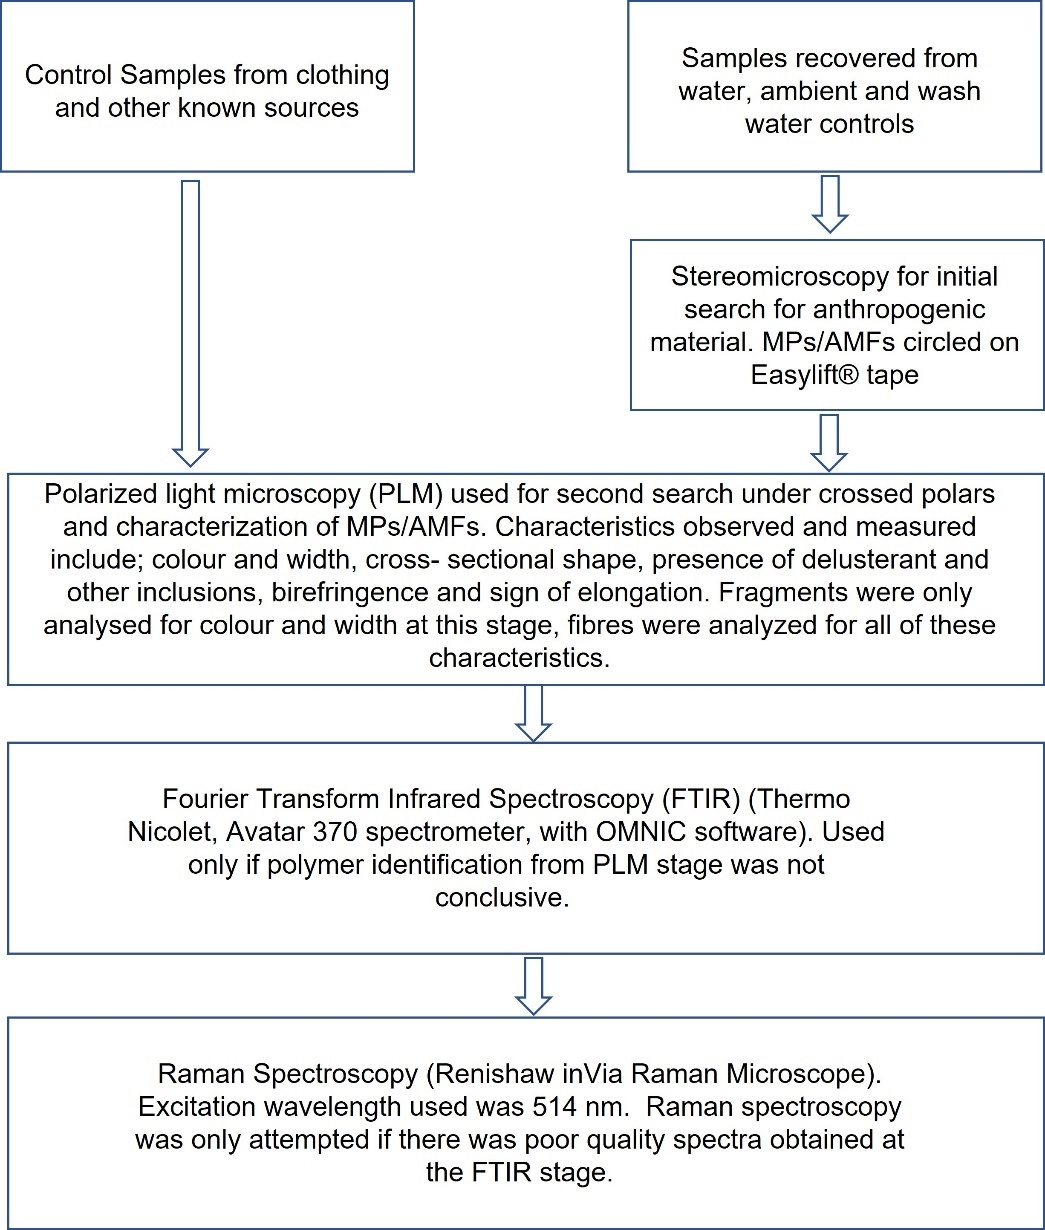 Control Samples from clothing
and other known sources
Samples recovered from
water, ambient and wash
water controls
Stereomicroscopy for initial
search for anthropogenic
material. MPs/AMFs circled on
Easylift® tape
Polarized light microscopy (PLM) used for second search under crossed polars
and characterization of MPs/AMFs. Characteristics observed and measured
include; colour and width, cross- sectional shape, presence of delusterant and
other inclusions, birefringence and sign of elongation. Fragments were only
analysed for colour and width at this stage, fibres were analyzed for all of these
characteristics.
Fourier Transform Infrared Spectroscopy (FTIR) (Thermo
Nicolet, Avatar 370 spectrometer, with OMNIC software). Used
only if polymer identification from PLM stage was not
conclusive.
Raman Spectroscopy (Renishaw inVia Raman Microscope).
Excitation wavelength used was 514 nm.  Raman spectroscopy
was only attempted if there was poor quality spectra obtained at
the FTIR stage.